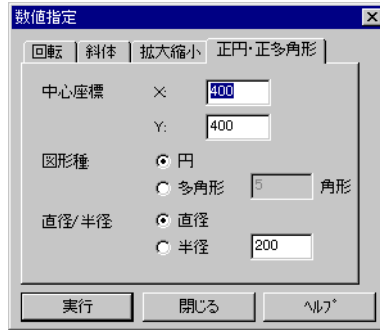 数値指定
回転 斜体 拡大縮小 正円・正多角形
中心座標 X: 400
Y: 400
図形種 円
多角形 5 角形
直径/半径 直径
半径 200
実行 閉じる ﾍﾙﾌﾟ